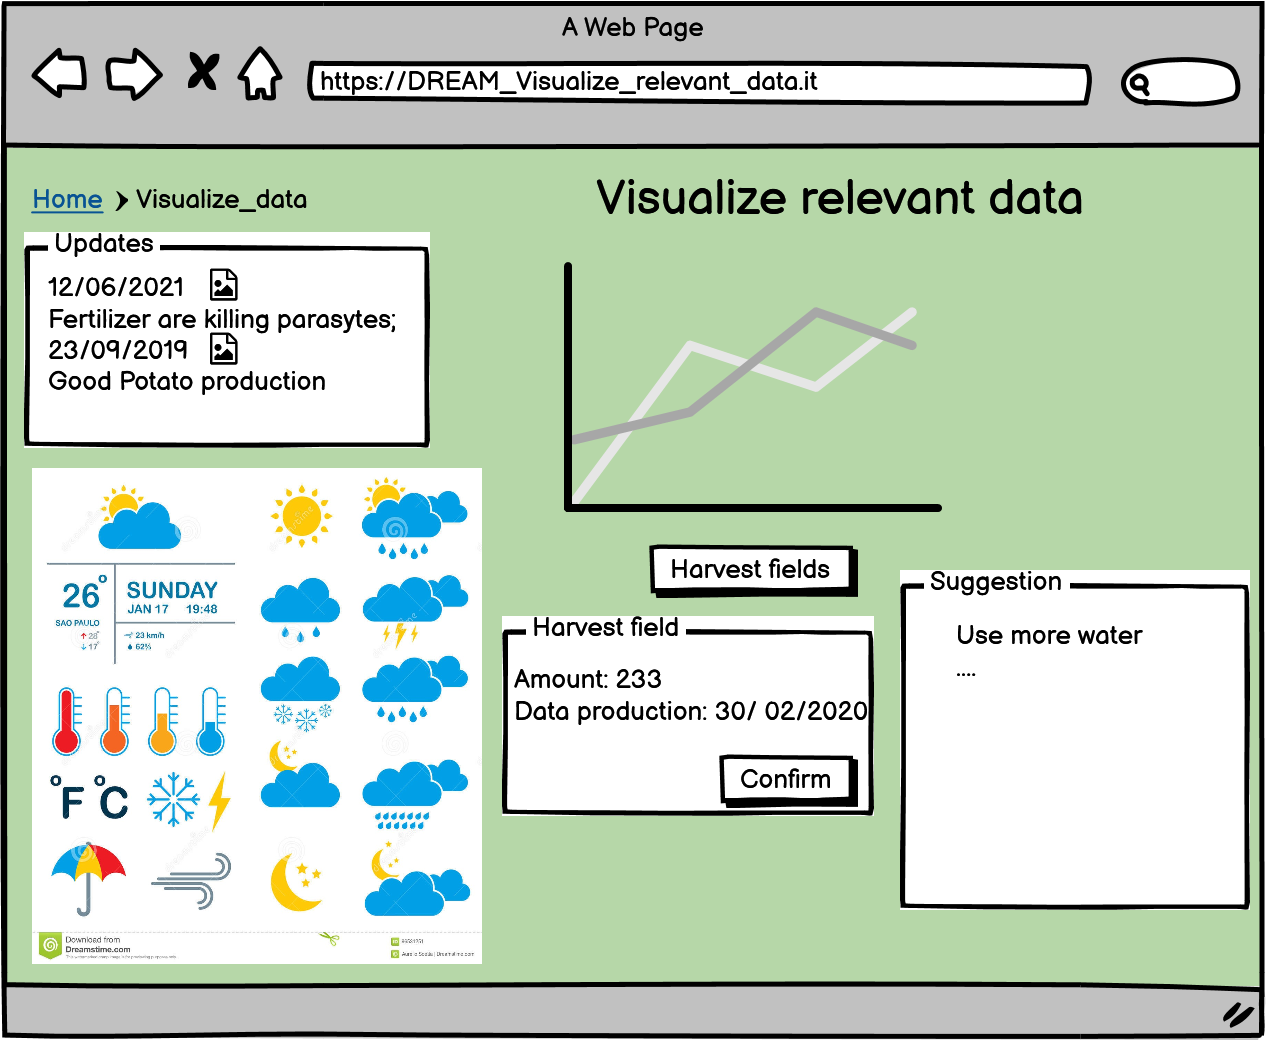 A Web Page
https://DREAM_Visualize_relevant_data.it
Home
Visualize_data
Visualize relevant data
Updates
12/06/2021
Fertilizer are killing parasytes;
23/09/2019
Good Potato production
26°
SAO PAULO
28°
17°
SUNDAY
JAN 17 19:48
23 km/h
62%
°F °C
Download from
Dreamstime.com
Harvest fields
Harvest field
Amount: 233
Data production: 30/ 02/2020
Confirm
Suggestion
Use more water
....